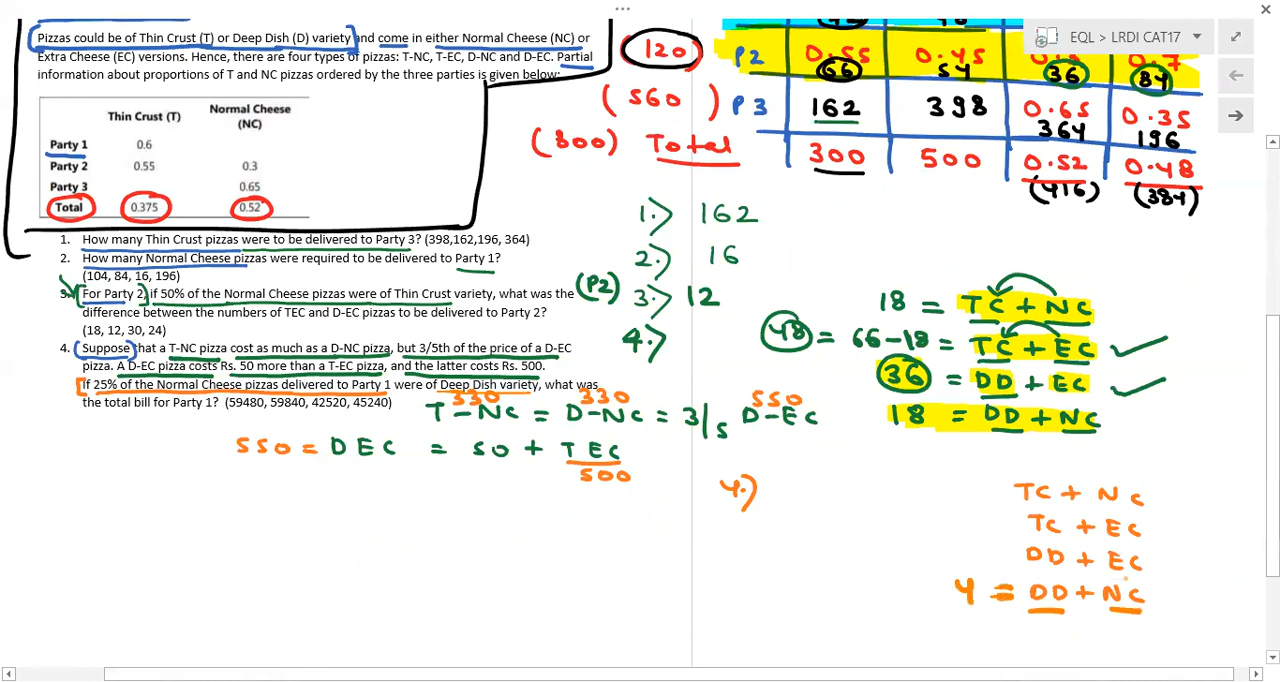 EQL > LRDI CAT17
Pizzas could be of Thin Crust (T) or Deep Dish (D) variety and come in either Normal Cheese (NC) or
Extra Cheese (EC) versions. Hence, there are four types of pizzas: T-NC, T-EC, D-NC and D-EC. Partial
information about proportions of T and NC pizzas ordered by the three parties is given below:
Thin Crust (T) Normal Cheese (NC)
Party 1 0.6
Party 2 0.55 0.3
Party 3 0.65
Total 0.375 0.52
(120) P2 0.55 0.45 0.7
66 54 36 84
(560) P3 162 398 0.65 0.35
364 196
(800) Total 300 500 0.52 0.48
(416) (384)
1. How many Thin Crust pizzas were to be delivered to Party 3? (398,162,196, 364)
2. How many Normal Cheese pizzas were required to be delivered to Party 1?
(104, 84, 16, 196)
3. For Party 2, if 50% of the Normal Cheese pizzas were of Thin Crust variety, what was the
difference between the numbers of TEC and D-EC pizzas to be delivered to Party 2?
(18, 12, 30, 24)
4. Suppose that a T-NC pizza cost as much as a D-NC pizza, but 3/5th of the price of a D-EC
pizza. A D-EC pizza costs Rs. 50 more than a T-EC pizza, and the latter costs Rs. 500.
If 25% of the Normal Cheese pizzas delivered to Party 1 were of Deep Dish variety, what was
the total bill for Party 1? (59480, 59840, 42520, 45240)
1.> 162
2.> 16
(P2) 3.> 12
4.>
18 = TC + NC
48 = 66-18 = TC + EC
36 = DD + EC
18 = DD + NC
330 330 550
T-NC = D-NC = 3/5 D-EC
550 = DEC = 50 + TEC
500
4.)
TC + NC
TC + EC
DD + EC
4 = DD + NC